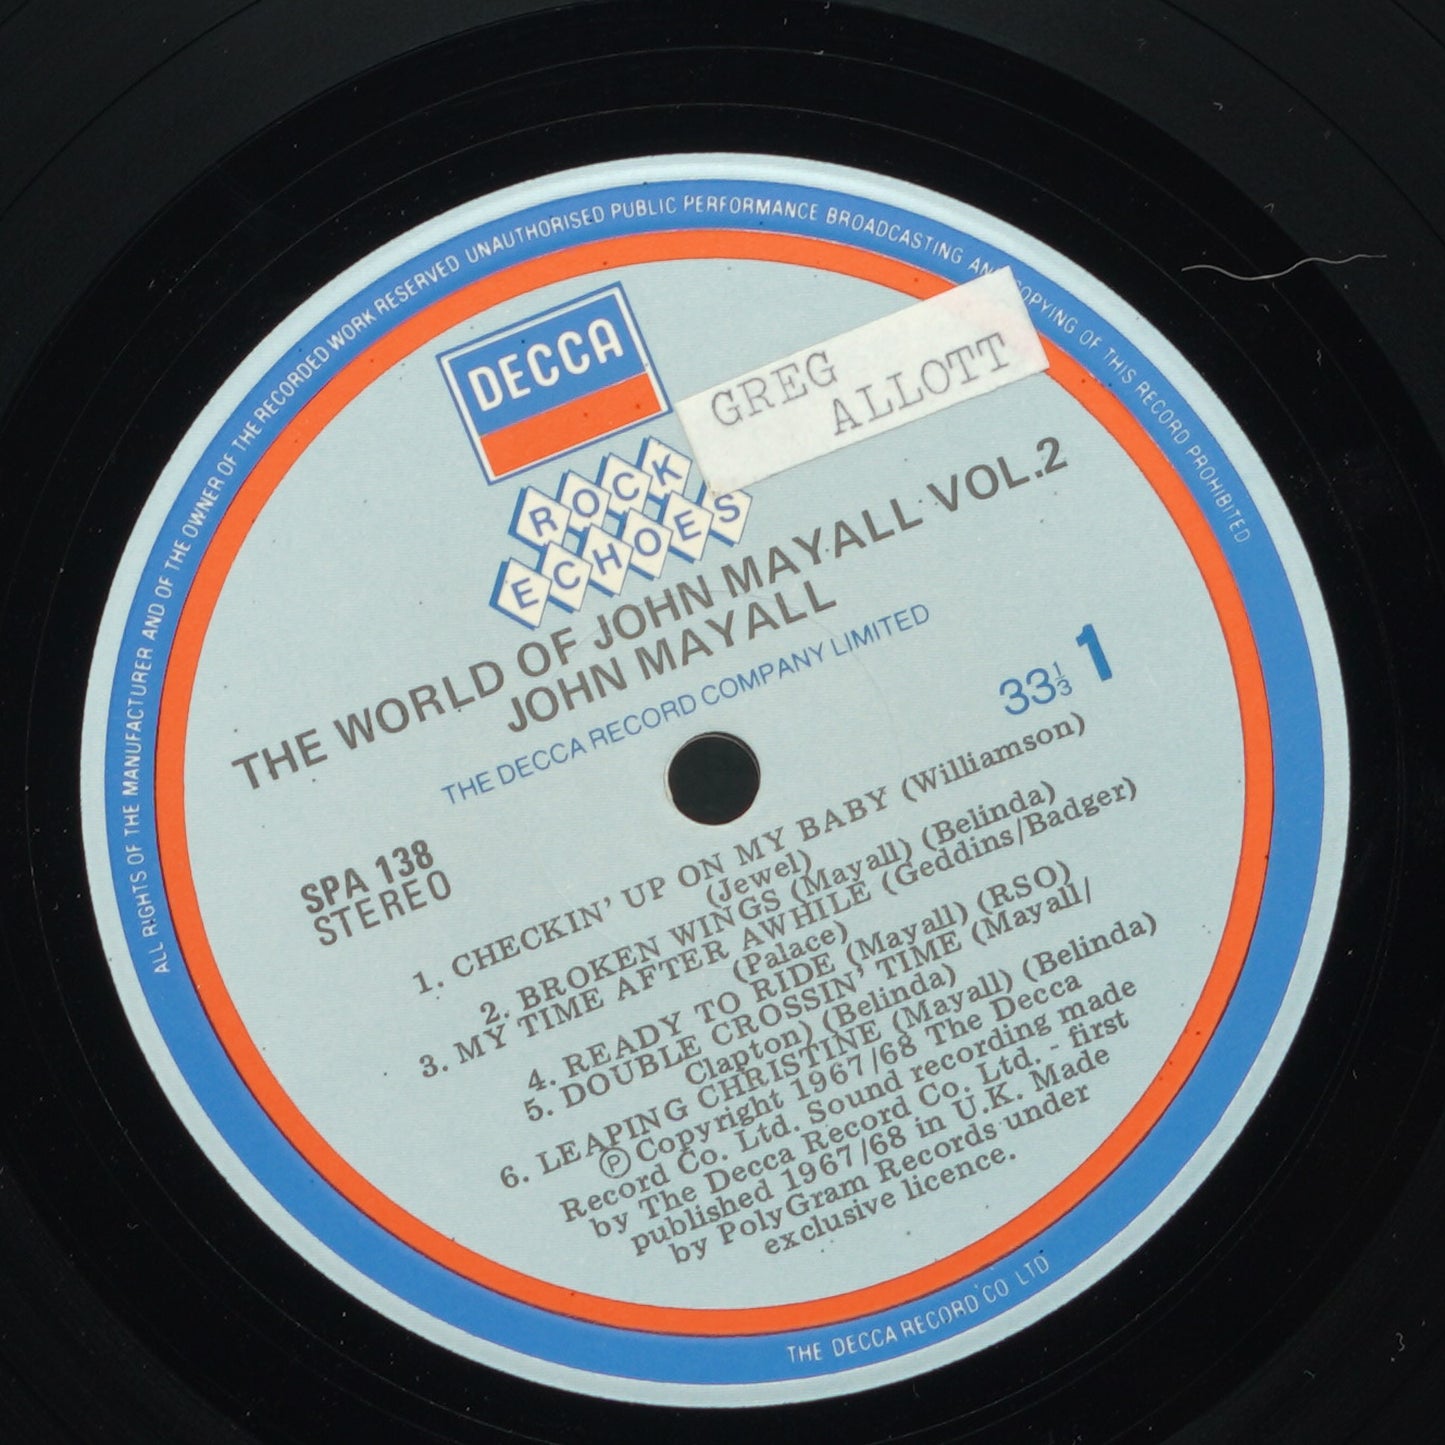 ALL RIGHTS OF THE MANUFACTURER AND OF THE OWNER OF THE RECORDED WORK RESERVED UNAUTHORISED PUBLIC PERFORMANCE BROADCASTING AN OPYING OF THIS RECORD PROHIBITED
DECCA
GREG
ALLOTT
ROCK
ECHOES
THE WORLD OF JOHN MAYALL VOL.2
JOHN MAYALL
THE DECCA RECORD COMPANY LIMITED
33⅓ 1
SPA 138
STEREO
1. CHECKIN' UP ON MY BABY (Williamson)
(Jewel)
2. BROKEN WINGS (Mayall) (Belinda)
3. MY TIME AFTER AWHILE (Geddins/Badger)
(Palace)
4. READY TO RIDE (Mayall) (RSO)
5. DOUBLE CROSSIN' TIME (Mayall/
Clapton) (Belinda)
6. LEAPING CHRISTINE (Mayall) (Belinda)
Ⓟ Copyright 1967/68 The Decca
Record Co. Ltd. Sound recording made
by The Decca Record Co. Ltd. - first
published 1967/68 in U.K. Made
by PolyGram Records under
exclusive licence.
THE DECCA RECORD CO LTD